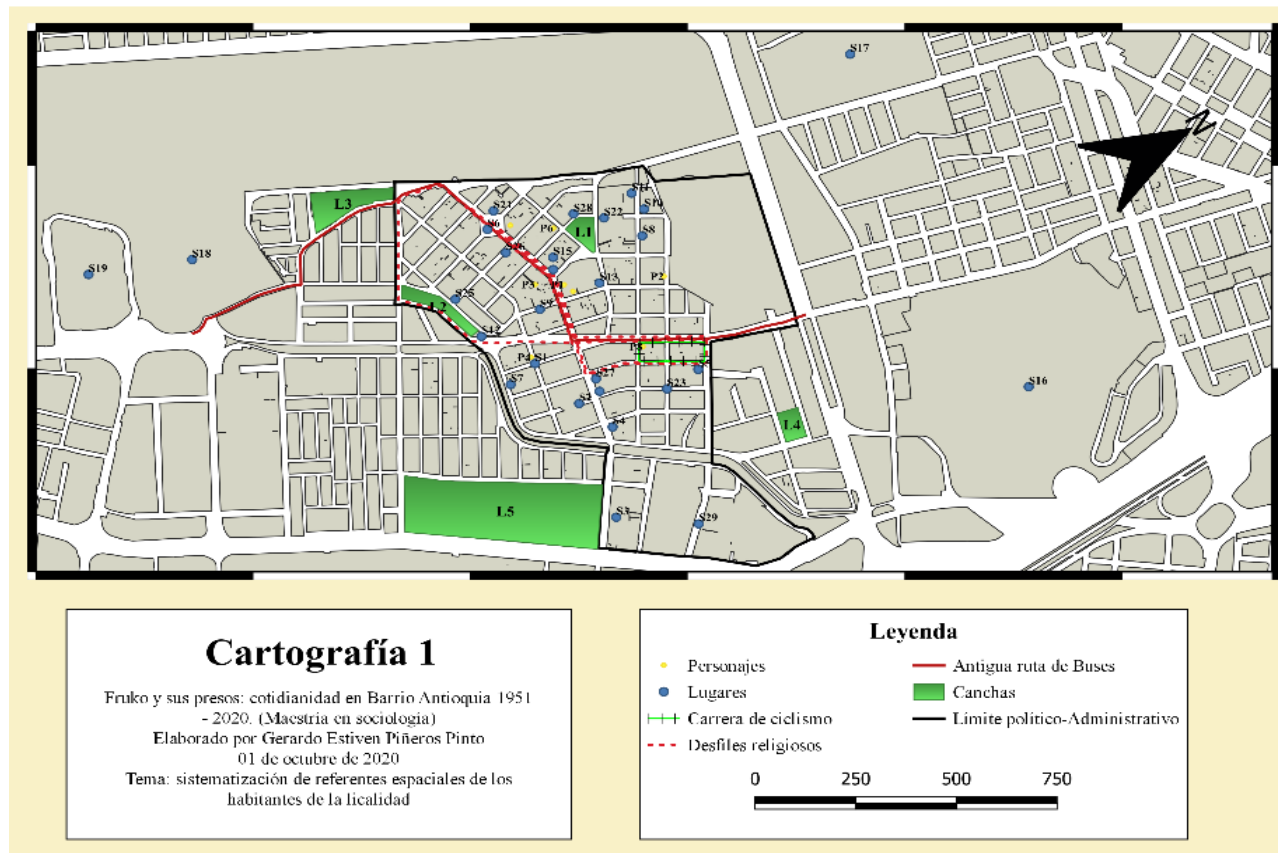 S17
N
S11
S21
S10
L3
S28
S22
S6
P6
L1
S8
S15
S18
S19
S13
P2
P3
S25
L2
S9
S12
P5
P4
S1
S7
S27
S23
S16
S2
S4
L4
L5
S3
S29
Cartografía 1
Fruko y sus presos: cotidianidad en Barrio Antioquia 1951
- 2020. (Maestría en sociología)
Elaborado por Gerardo Estiven Piñeros Pinto
01 de octubre de 2020
Tema: sistematización de referentes espaciales de los
habitantes de la licalidad
Leyenda
Personajes
Lugares
Carrera de ciclismo
Desfiles religiosos
Antigua ruta de Buses
Canchas
Límite político-Administrativo
0 250 500 750